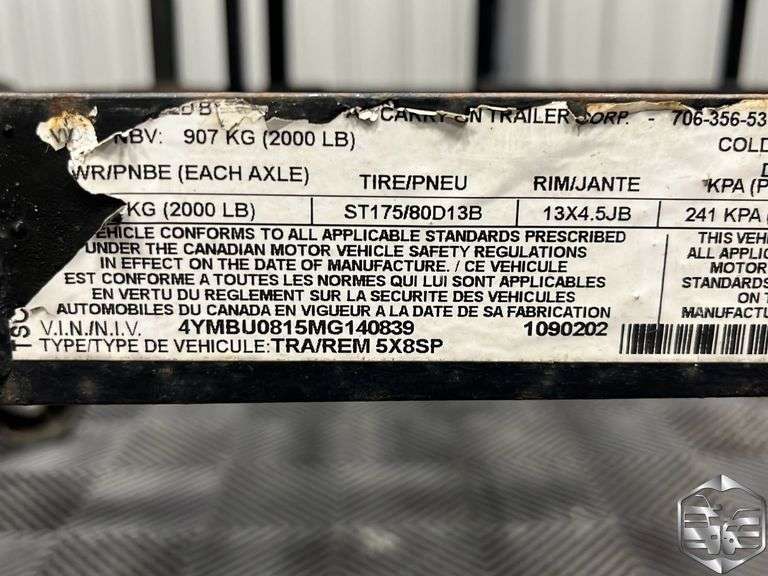 CARRY ON TRAILER CORP. - 706-356-53
NBV: 907 KG (2000 LB)
COLD
WR/PNBE (EACH AXLE) TIRE/PNEU RIM/JANTE KPA (P
KG (2000 LB) ST175/80D13B 13X4.5JB 241 KPA (
EHICLE CONFORMS TO ALL APPLICABLE STANDARDS PRESCRIBED
UNDER THE CANADIAN MOTOR VEHICLE SAFETY REGULATIONS
IN EFFECT ON THE DATE OF MANUFACTURE. / CE VEHICULE
EST CONFORME À TOUTES LES NORMES QUI LUI SONT APPLICABLES
EN VERTU DU REGLEMENT SUR LA SECURITE DES VEHICULES
AUTOMOBILES DU CANADA EN VIGUEUR A LA DATE DE SA FABRICATION
THIS VEHI
ALL APPLIC
MOTOR
STANDARDS
ON T
MA
V.I.N./N.I.V. 4YMBU0815MG140839 1090202
TYPE/TYPE DE VEHICULE: TRA/REM 5X8SP
TSC